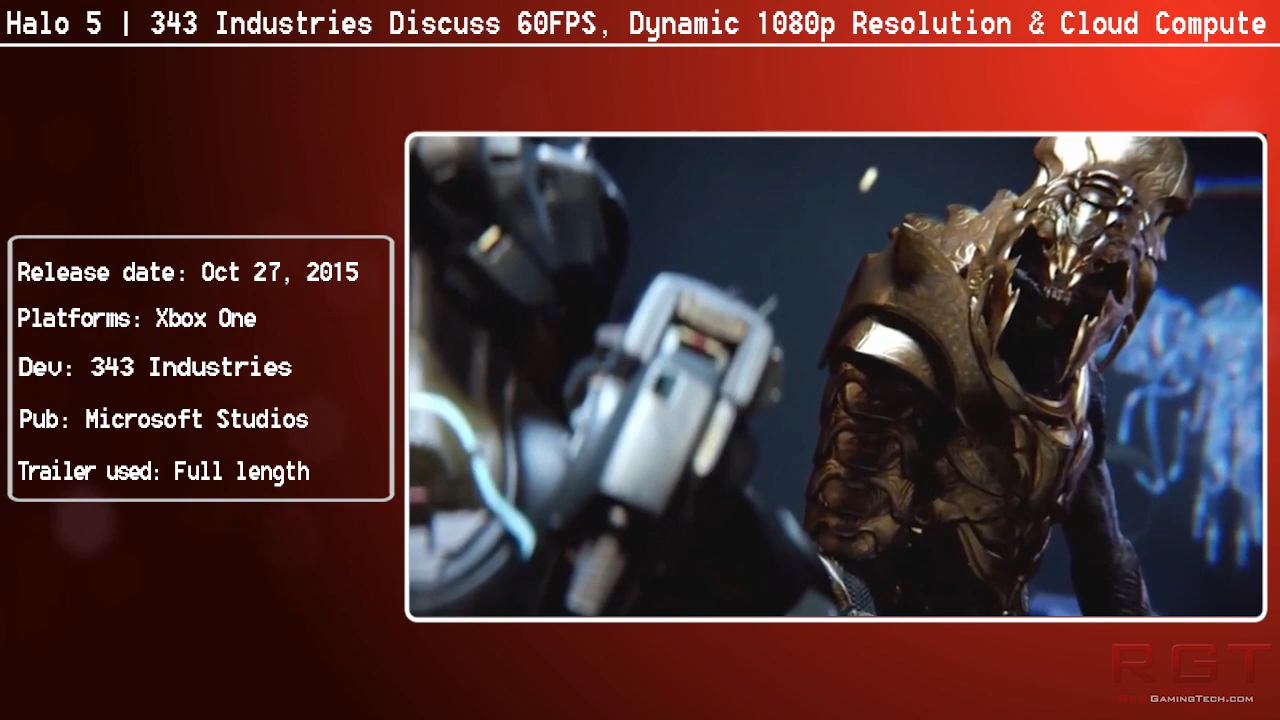 Halo 5 | 343 Industries Discuss 60FPS, Dynamic 1080p Resolution & Cloud Compute
Release date: Oct 27, 2015
Platforms: Xbox One
Dev: 343 Industries
Pub: Microsoft Studios
Trailer used: Full length
RGT
RedGamingTech.com